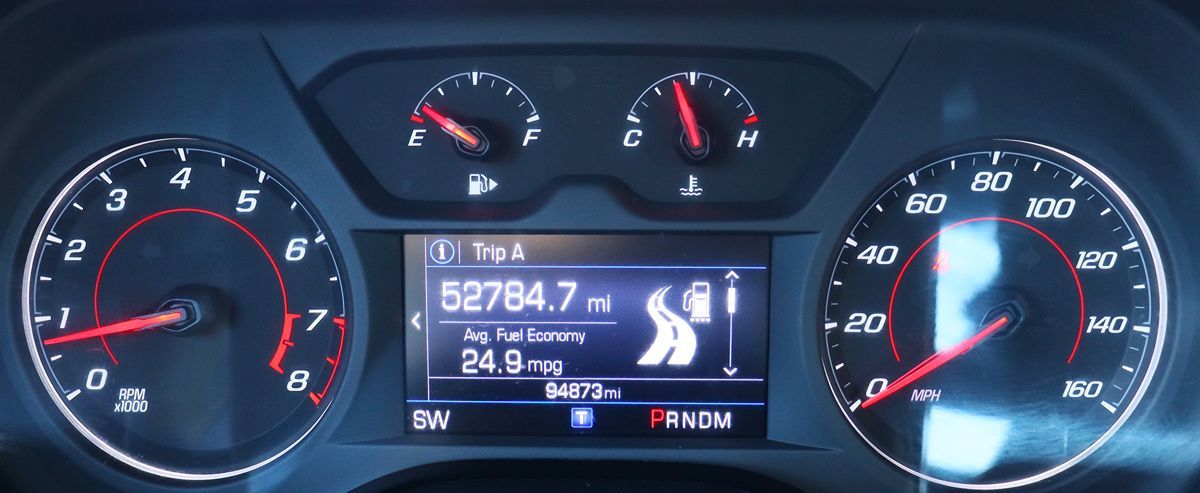 E F
C H
0 1 2 3 4 5 6 7 8
RPM
x1000
i Trip A
52784.7 mi
Avg. Fuel Economy
24.9 mpg
94873mi
SW T PRNDM
0 20 40 60 80 100 120 140 160
MPH